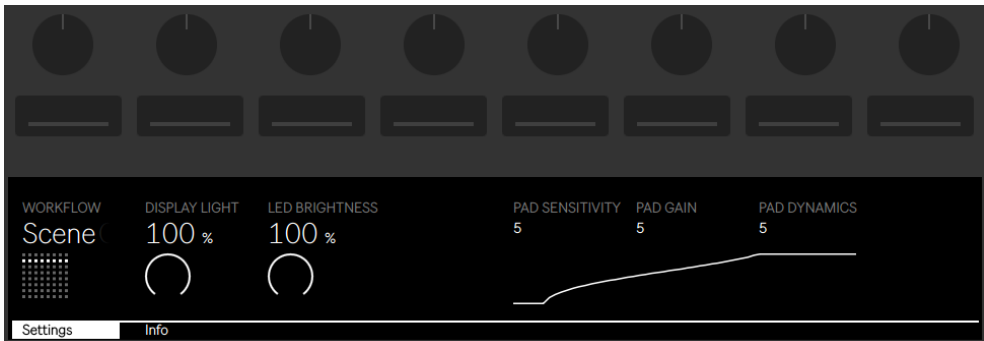 WORKFLOW DISPLAY LIGHT LED BRIGHTNESS PAD SENSITIVITY PAD GAIN PAD DYNAMICS
Scene 100 % 100 % 5 5 5
Settings Info